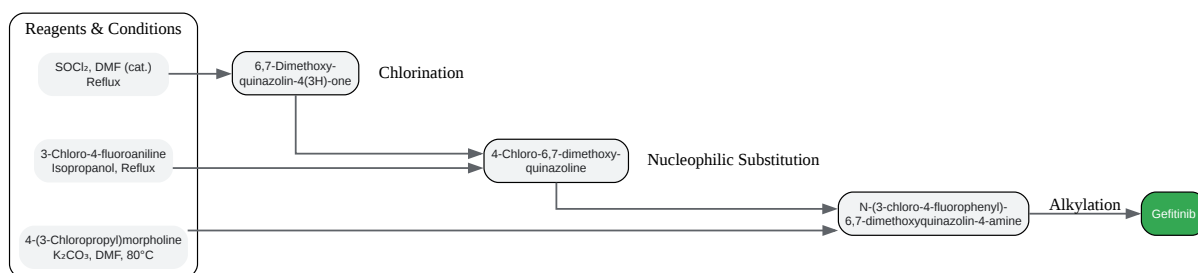 Reagents & Conditions
SOCl₂, DMF (cat.)
Reflux
6,7-Dimethoxy-
quinazolin-4(3H)-one
Chlorination
3-Chloro-4-fluoroaniline
Isopropanol, Reflux
4-Chloro-6,7-dimethoxy-
quinazoline
Nucleophilic Substitution
N-(3-chloro-4-fluorophenyl)-
6,7-dimethoxyquinazolin-4-amine
Alkylation
Gefitinib
4-(3-Chloropropyl)morpholine
K₂CO₃, DMF, 80°C